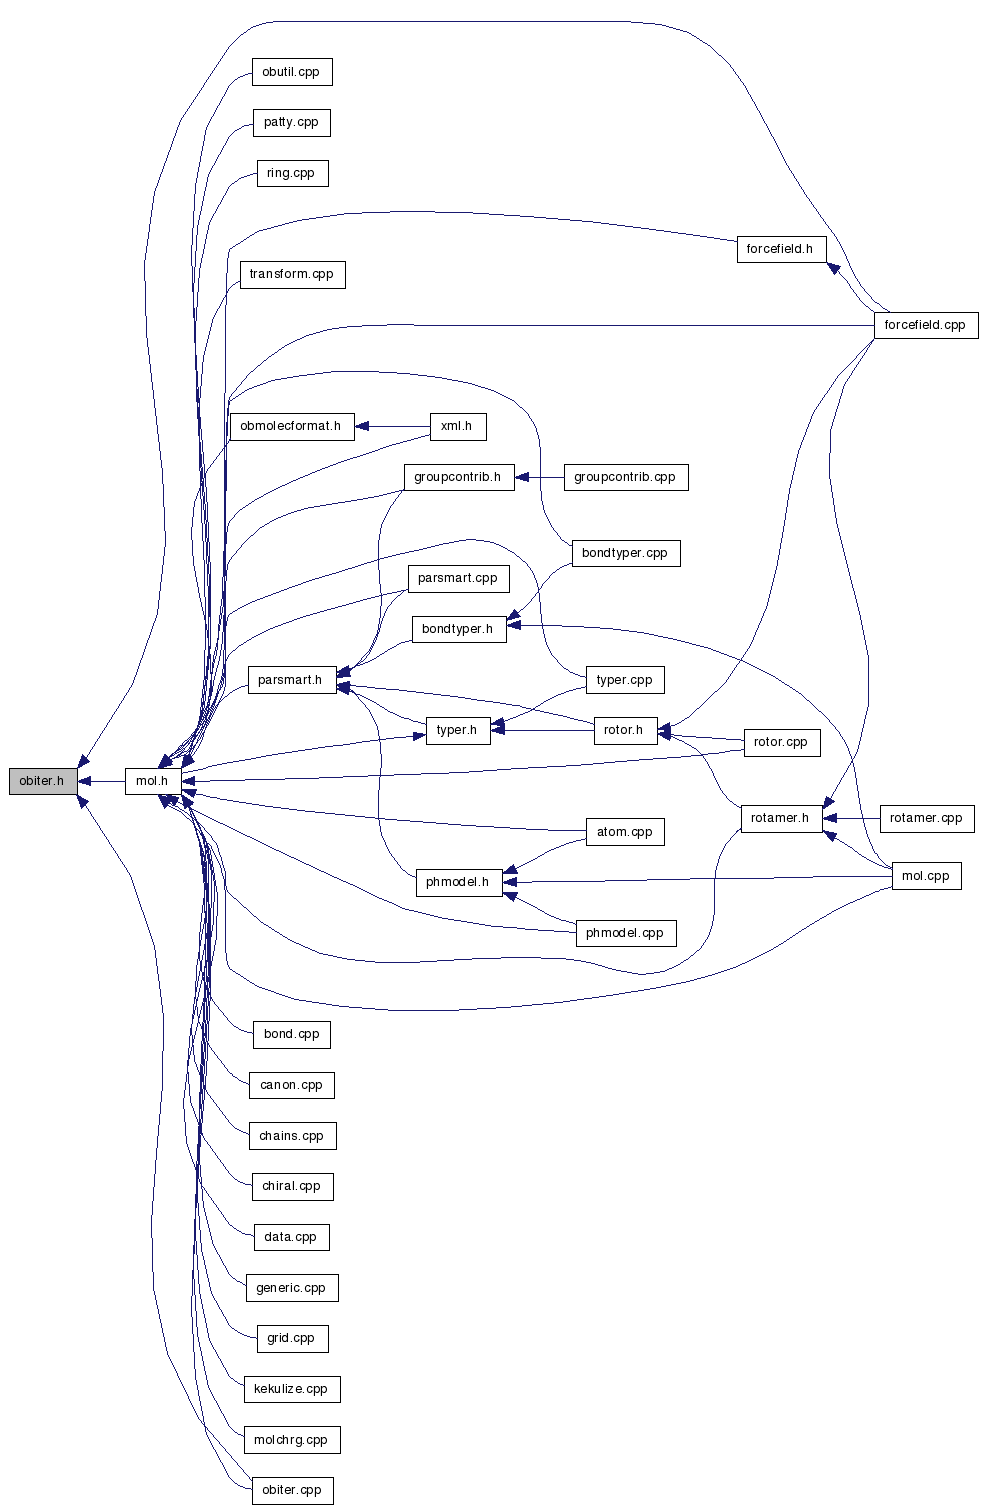 obutil.cpp
patty.cpp
ring.cpp
forcefield.h
transform.cpp
forcefield.cpp
obmolecformat.h
xml.h
groupcontrib.h
groupcontrib.cpp
bondtyper.cpp
parsmart.cpp
bondtyper.h
parsmart.h
typer.cpp
typer.h
rotor.h
rotor.cpp
obiter.h
mol.h
rotamer.h
rotamer.cpp
atom.cpp
phmodel.h
mol.cpp
phmodel.cpp
bond.cpp
canon.cpp
chains.cpp
chiral.cpp
data.cpp
generic.cpp
grid.cpp
kekulize.cpp
molchrg.cpp
obiter.cpp